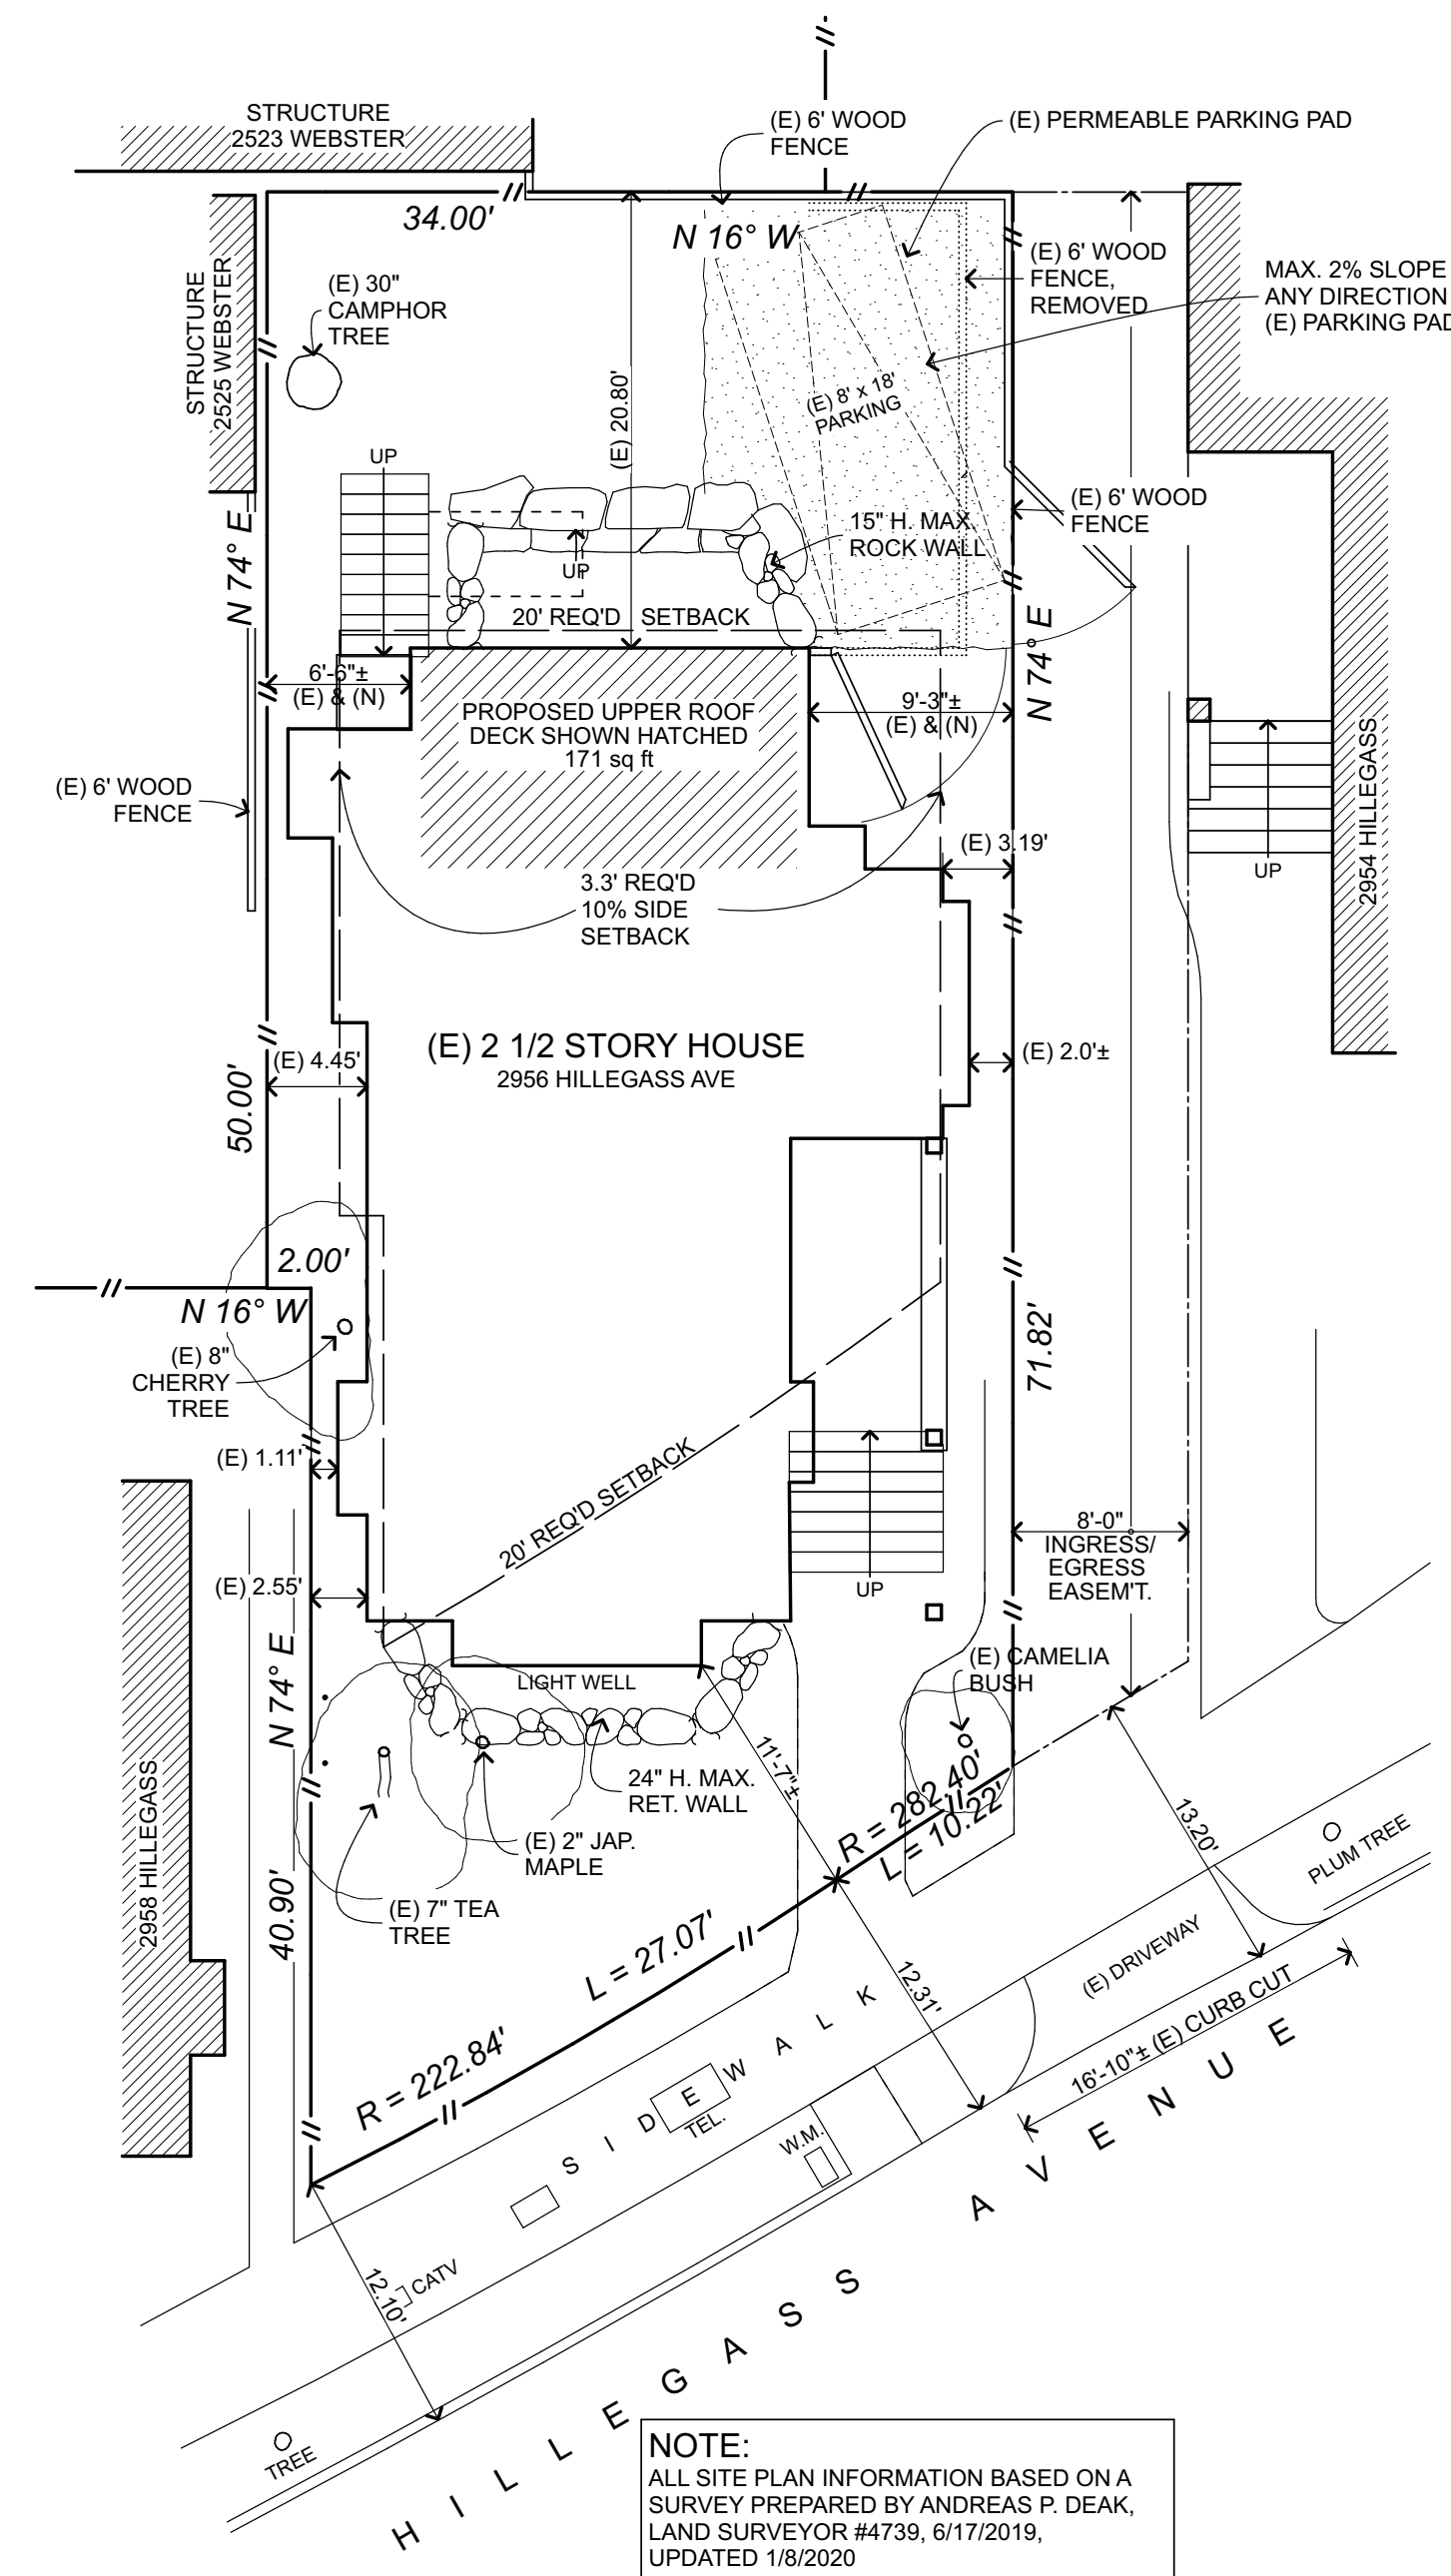 STRUCTURE
2523 WEBSTER
(E) 6' WOOD
FENCE
(E) PERMEABLE PARKING PAD
34.00'
N 16° W
STRUCTURE
2525 WEBSTER
(E) 30"
CAMPHOR
TREE
(E) 20.80'
(E) 6' WOOD
FENCE,
REMOVED
MAX. 2% SLOPE
ANY DIRECTION
(E) PARKING PAD
(E) 8' x 18'
PARKING
UP
UP
15" H. MAX.
ROCK WALL
(E) 6' WOOD
FENCE
N 74° E
20' REQ'D SETBACK
N 74° E
6'-6"±
(E) & (N)
PROPOSED UPPER ROOF
DECK SHOWN HATCHED
171 sq ft
9'-3"±
(E) & (N)
(E) 6' WOOD
FENCE
2954 HILLEGASS
UP
(E) 3.19'
3.3' REQ'D
10% SIDE
SETBACK
(E) 2 1/2 STORY HOUSE
2956 HILLEGASS AVE
(E) 4.45'
(E) 2.0'±
50.00'
2.00'
N 16° W
71.82'
(E) 8"
CHERRY
TREE
(E) 1.11'
20' REQ'D SETBACK
8'-0"
INGRESS/
EGRESS
EASEM'T.
(E) 2.55'
UP
N 74° E
LIGHT WELL
(E) CAMELIA
BUSH
11'-7"±
24" H. MAX.
RET. WALL
(E) 2" JAP.
MAPLE
(E) 7" TEA
TREE
2958 HILLEGASS
40.90'
R = 282.40'
L = 10.22'
13.20'
PLUM TREE
L = 27.07'
R = 222.84'
12.31'
(E) DRIVEWAY
16'-10"± (E) CURB CUT
SIDEWALK
TEL.
W.M.
12.10'
CATV
TREE
HILLEGASS AVENUE
NOTE:
ALL SITE PLAN INFORMATION BASED ON A
SURVEY PREPARED BY ANDREAS P. DEAK,
LAND SURVEYOR #4739, 6/17/2019,
UPDATED 1/8/2020